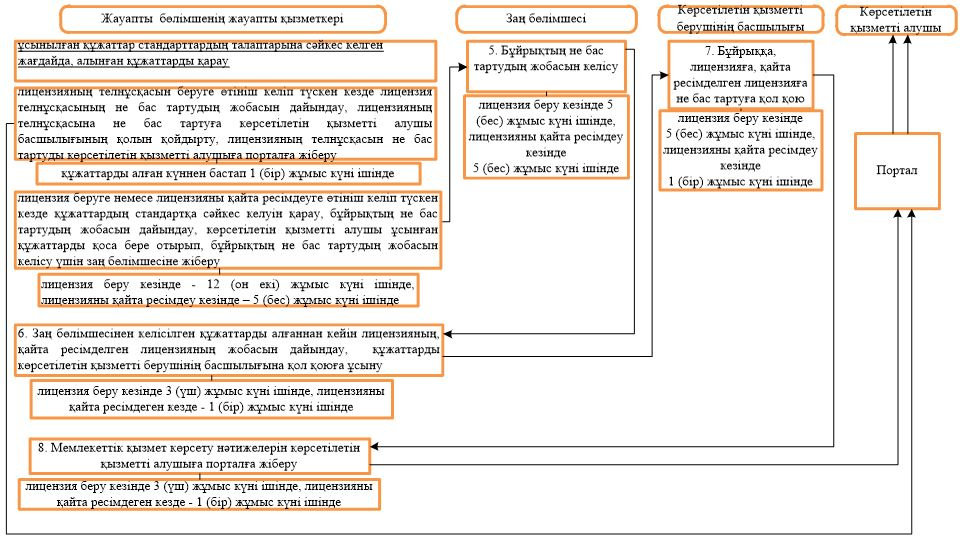 Жауапты бөлімшенің жауапты қызметкері
Заң бөлімшесі
Көрсетілетін қызметті
берушінің басшылығы
Көрсетілетін
қызметті алушы
ұсынылған құжаттар стандарттардың талаптарына сәйкес келген
жағдайда, алынған құжаттарды қарау
лицензияның телнұсқасын беруге өтініш келіп түскен кезде лицензия
телнұсқасының не бас тартудың жобасын дайындау, лицензияның
телнұсқасына не бас тартуға көрсетілетін қызметті алушы
басшылығының қолын қойдырту, лицензияның телнұсқасын не бас
тартуды көрсетілетін қызметті алушыға порталға жіберу
құжаттарды алған күннен бастап 1 (бір) жұмыс күні ішінде
лицензия беруге немесе лицензияны қайта ресімдеуге өтініш келіп түскен
кезде құжаттардың стандартқа сәйкес келуін қарау, бұйрықтың не бас
тартудың жобасын дайындау, көрсетілетін қызметті алушы ұсынған
құжаттарды қоса бере отырып, бұйрықтың не бас тартудың жобасын
келісу үшін заң бөлімшесіне жіберу
лицензия беру кезінде - 12 (он екі) жұмыс күні ішінде,
лицензияны қайта ресімдеу кезінде – 5 (бес) жұмыс күні ішінде
5. Бұйрықтың не бас
тартудың жобасын келісу
лицензия беру кезінде 5
(бес) жұмыс күні ішінде,
лицензияны қайта ресімдеу
кезінде
5 (бес) жұмыс күні ішінде
6. Заң бөлімшесінен келісілген құжаттарды алғаннан кейін лицензияның,
қайта ресімделген лицензияның жобасын дайындау, құжаттарды
көрсетілетін қызметті берушінің басшылығына қол қоюға ұсыну
лицензия беру кезінде 3 (үш) жұмыс күні ішінде, лицензияны
қайта ресімдеген кезде - 1 (бір) жұмыс күні ішінде
7. Бұйрыққа,
лицензияға, қайта
ресімделген лицензияға
не бас тартуға қол қою
лицензия беру кезінде
5 (бес) жұмыс күні ішінде,
лицензияны қайта ресімдеу
кезінде
1 (бір) жұмыс күні ішінде
8. Мемлекеттік қызмет көрсету нәтижелерін көрсетілетін
қызметті алушыға порталға жіберу
лицензия беру кезінде 3 (үш) жұмыс күні ішінде, лицензияны
қайта ресімдеген кезде - 1 (бір) жұмыс күні ішінде
Портал